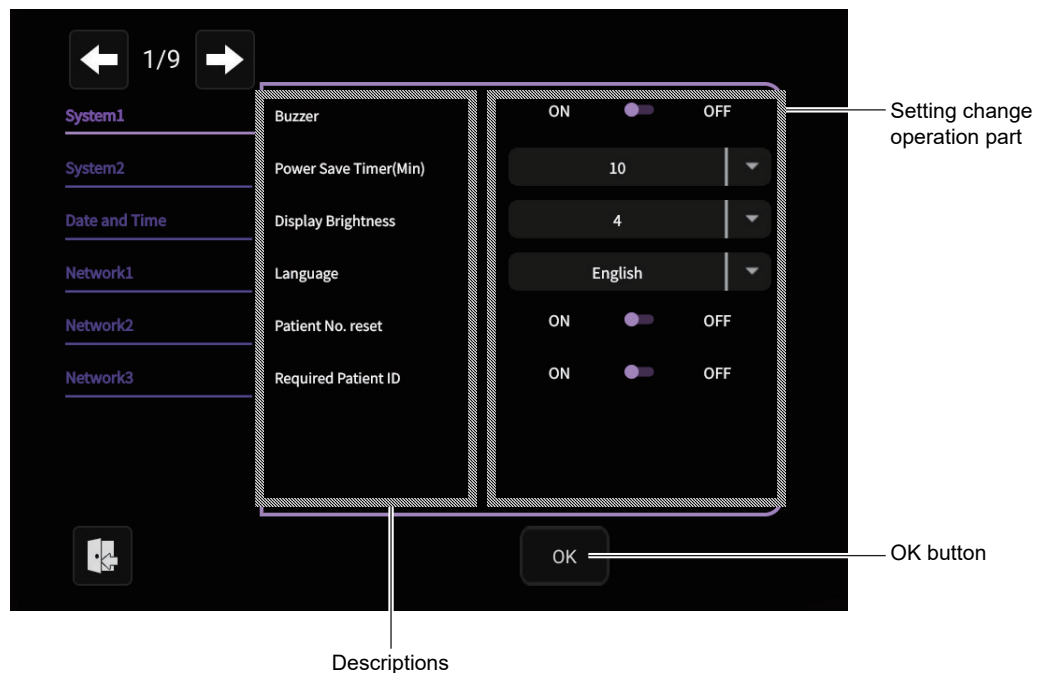 1/9
System1
System2
Date and Time
Network1
Network2
Network3
Buzzer ON OFF
Power Save Timer(Min) 10
Display Brightness 4
Language English
Patient No. reset ON OFF
Required Patient ID ON OFF
OK
Setting change
operation part
OK button
Descriptions